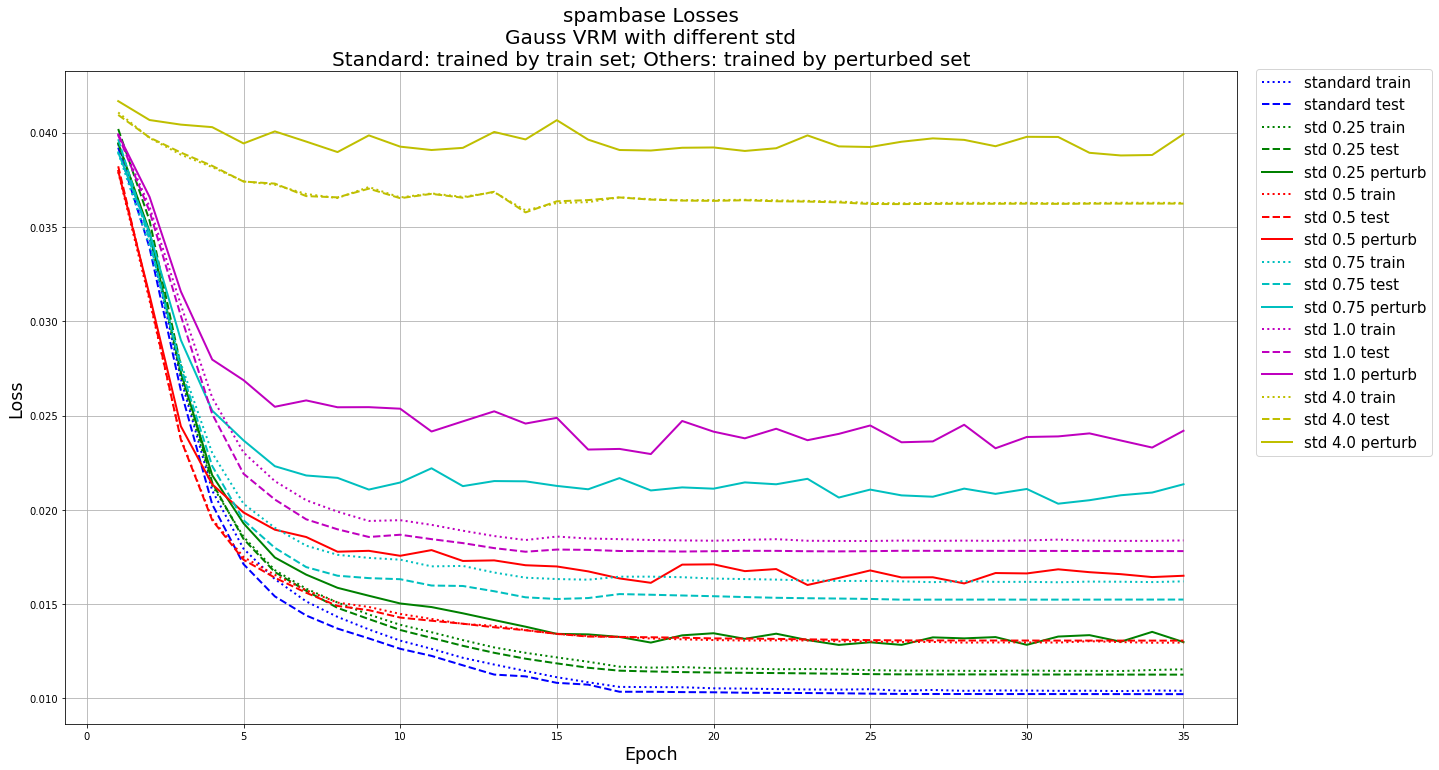 spambase Losses
Gauss VRM with different std
Standard: trained by train set; Others: trained by perturbed set
Loss
0.040
0.035
0.030
0.025
0.020
0.015
0.010
0
5
10
15
20
25
30
35
Epoch
standard train
standard test
std 0.25 train
std 0.25 test
std 0.25 perturb
std 0.5 train
std 0.5 test
std 0.5 perturb
std 0.75 train
std 0.75 test
std 0.75 perturb
std 1.0 train
std 1.0 test
std 1.0 perturb
std 4.0 train
std 4.0 test
std 4.0 perturb